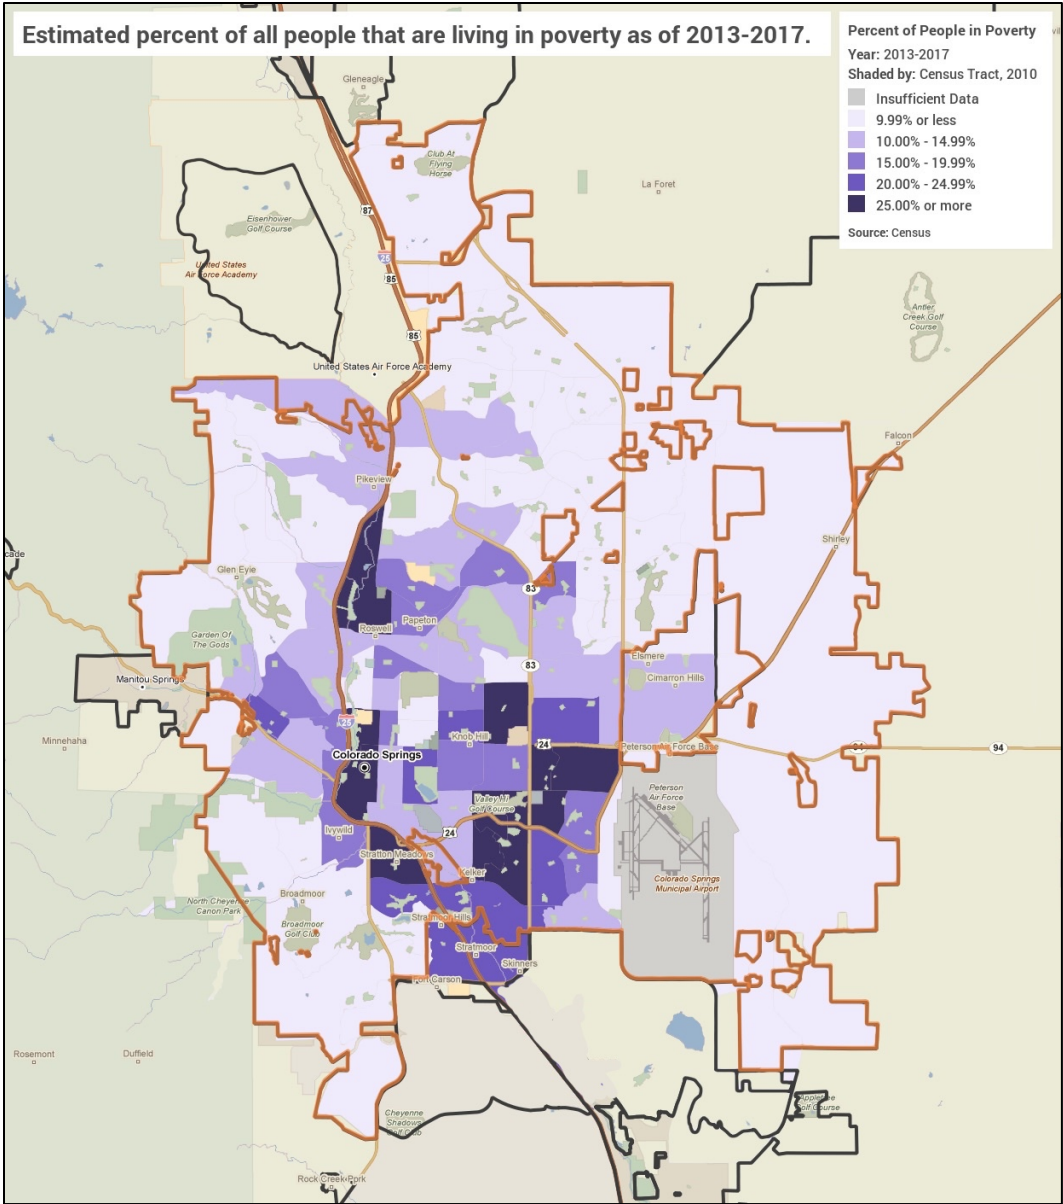 Estimated percent of all people that are living in poverty as of 2013-2017.
Percent of People in Poverty
Year: 2013-2017
Shaded by: Census Tract, 2010
Insufficient Data
9.99% or less
10.00% - 14.99%
15.00% - 19.99%
20.00% - 24.99%
25.00% or more
Source: Census
Gleneagle
Club At
Flying
Horse
La Foret
87
Eisenhower
Golf Course
25
United States
Air Force Academy
85
Antler
Creek Golf
Course
85
United States Air Force Academy
Falcon
Pikeview
Shirley
cade
Glen Eyie
83
Papeton
Roswell
Garden Of
The Gods
Elsmere
83
Manitou Springs
Cimarron Hills
25
Minnehaha
Knob Hill
24
Peterson Air Force Base
94
94
Colorado Springs
Peterson
Air Force
Base
Valley Hi
Golf Course
Ivywild
24
Stratton Meadows
Kelker
Colorado Springs
Municipal Airport
Broadmoor
North Cheyenne
Canon Park
Broadmoor
Golf Club
Stratmoor Hills
Stratmoor
Skinners
Fort Carson
Rosemont
Duffield
Appletree
Golf Course
Cheyenne
Shadows
Golf Club
Rock Creek Park